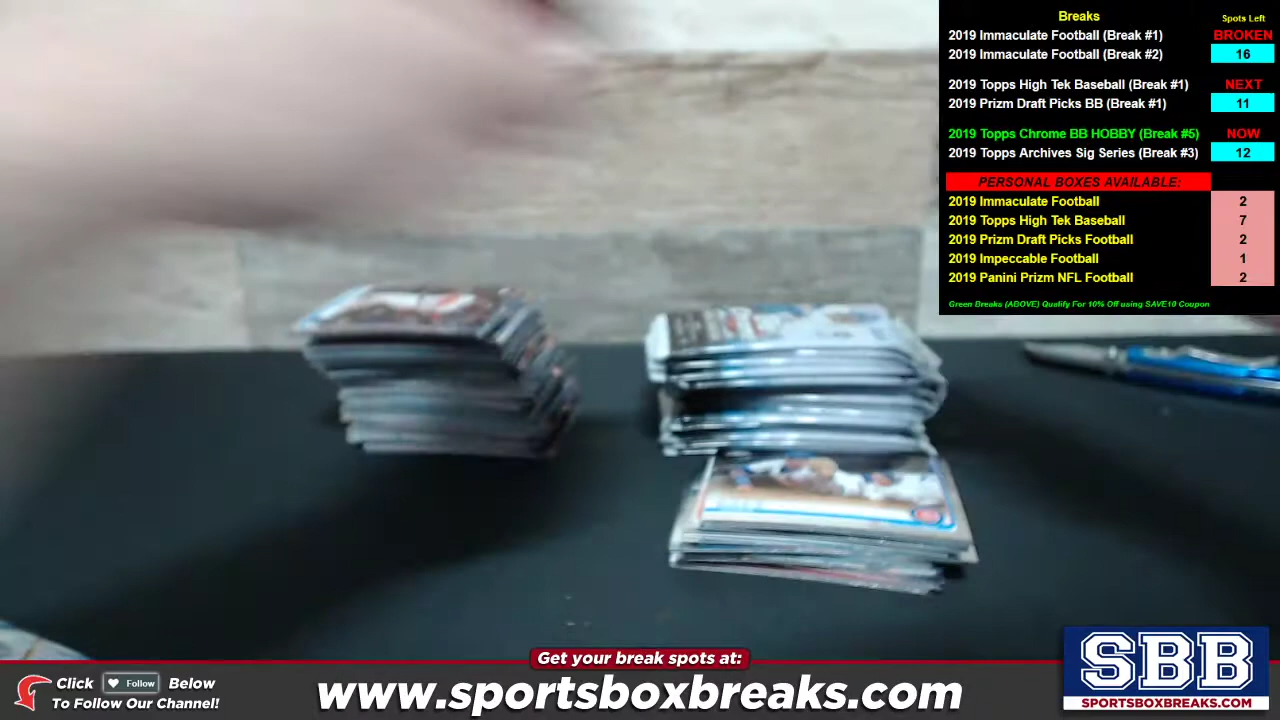 Breaks Spots Left
2019 Immaculate Football (Break #1) BROKEN
2019 Immaculate Football (Break #2) 16
2019 Topps High Tek Baseball (Break #1) NEXT
2019 Prizm Draft Picks BB (Break #1) 11
2019 Topps Chrome BB HOBBY (Break #5) NOW
2019 Topps Archives Sig Series (Break #3) 12
PERSONAL BOXES AVAILABLE:
2019 Immaculate Football 2
2019 Topps High Tek Baseball 7
2019 Prizm Draft Picks Football 2
2019 Impeccable Football 1
2019 Panini Prizm NFL Football 2
Green Breaks (ABOVE) Qualify For 10% Off using SAVE10 Coupon
Get your break spots at:
Click Follow Below
To Follow Our Channel!
www.sportsboxbreaks.com
SBB
SPORTSBOXBREAKS.COM